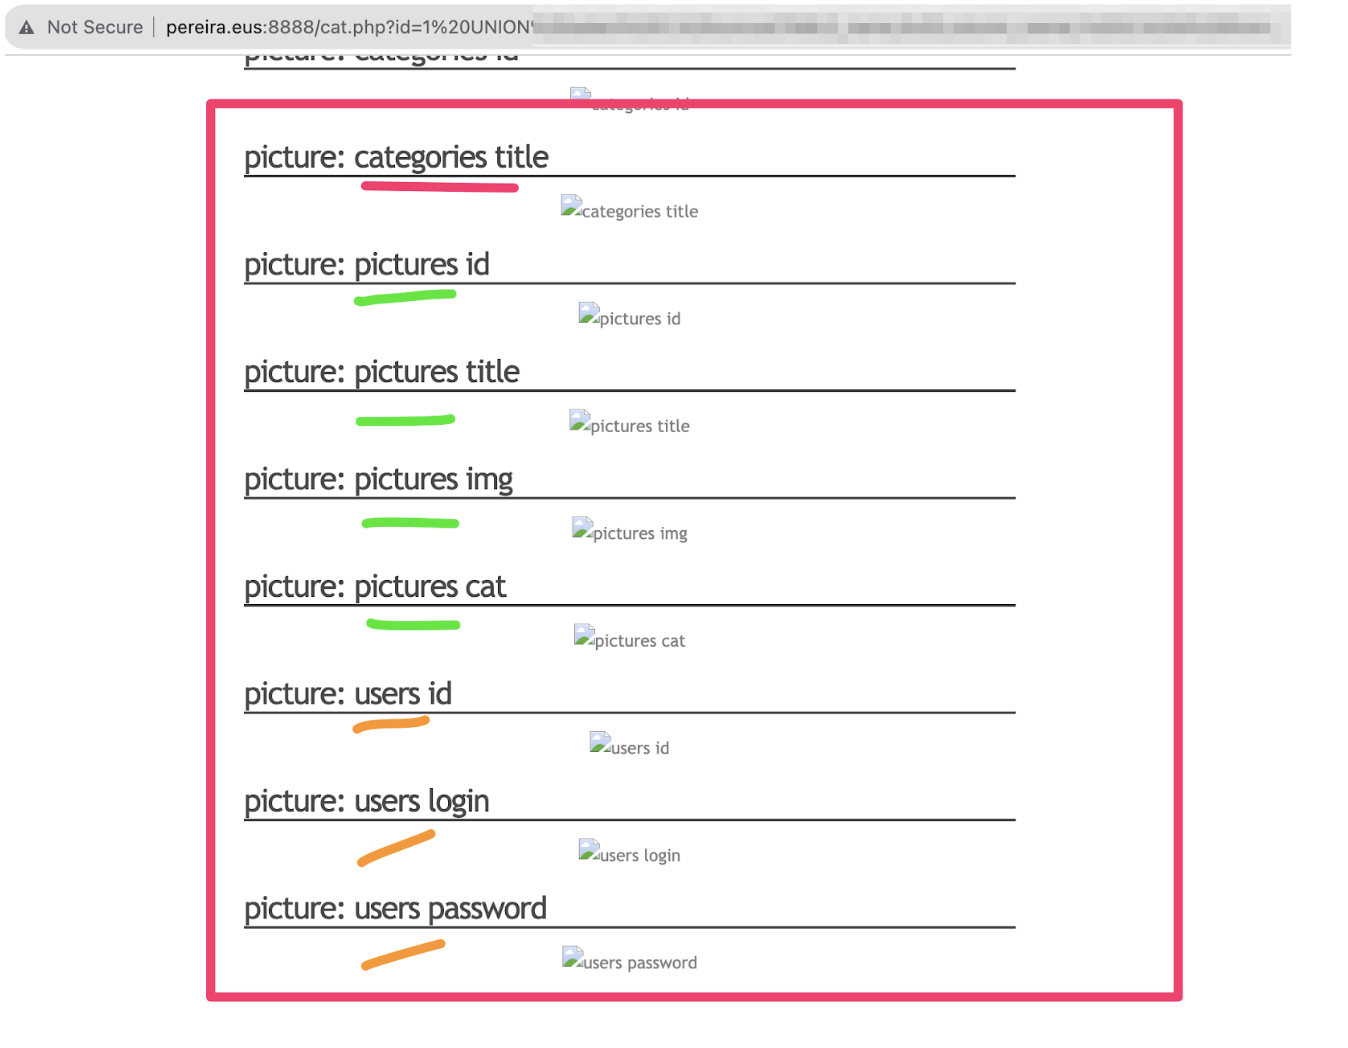 Not Secure | pereira.eus:8888/cat.php?id=1%20UNION
picture: categories id
categories id
picture: categories title
categories title
picture: pictures id
pictures id
picture: pictures title
pictures title
picture: pictures img
pictures img
picture: pictures cat
pictures cat
picture: users id
users id
picture: users login
users login
picture: users password
users password